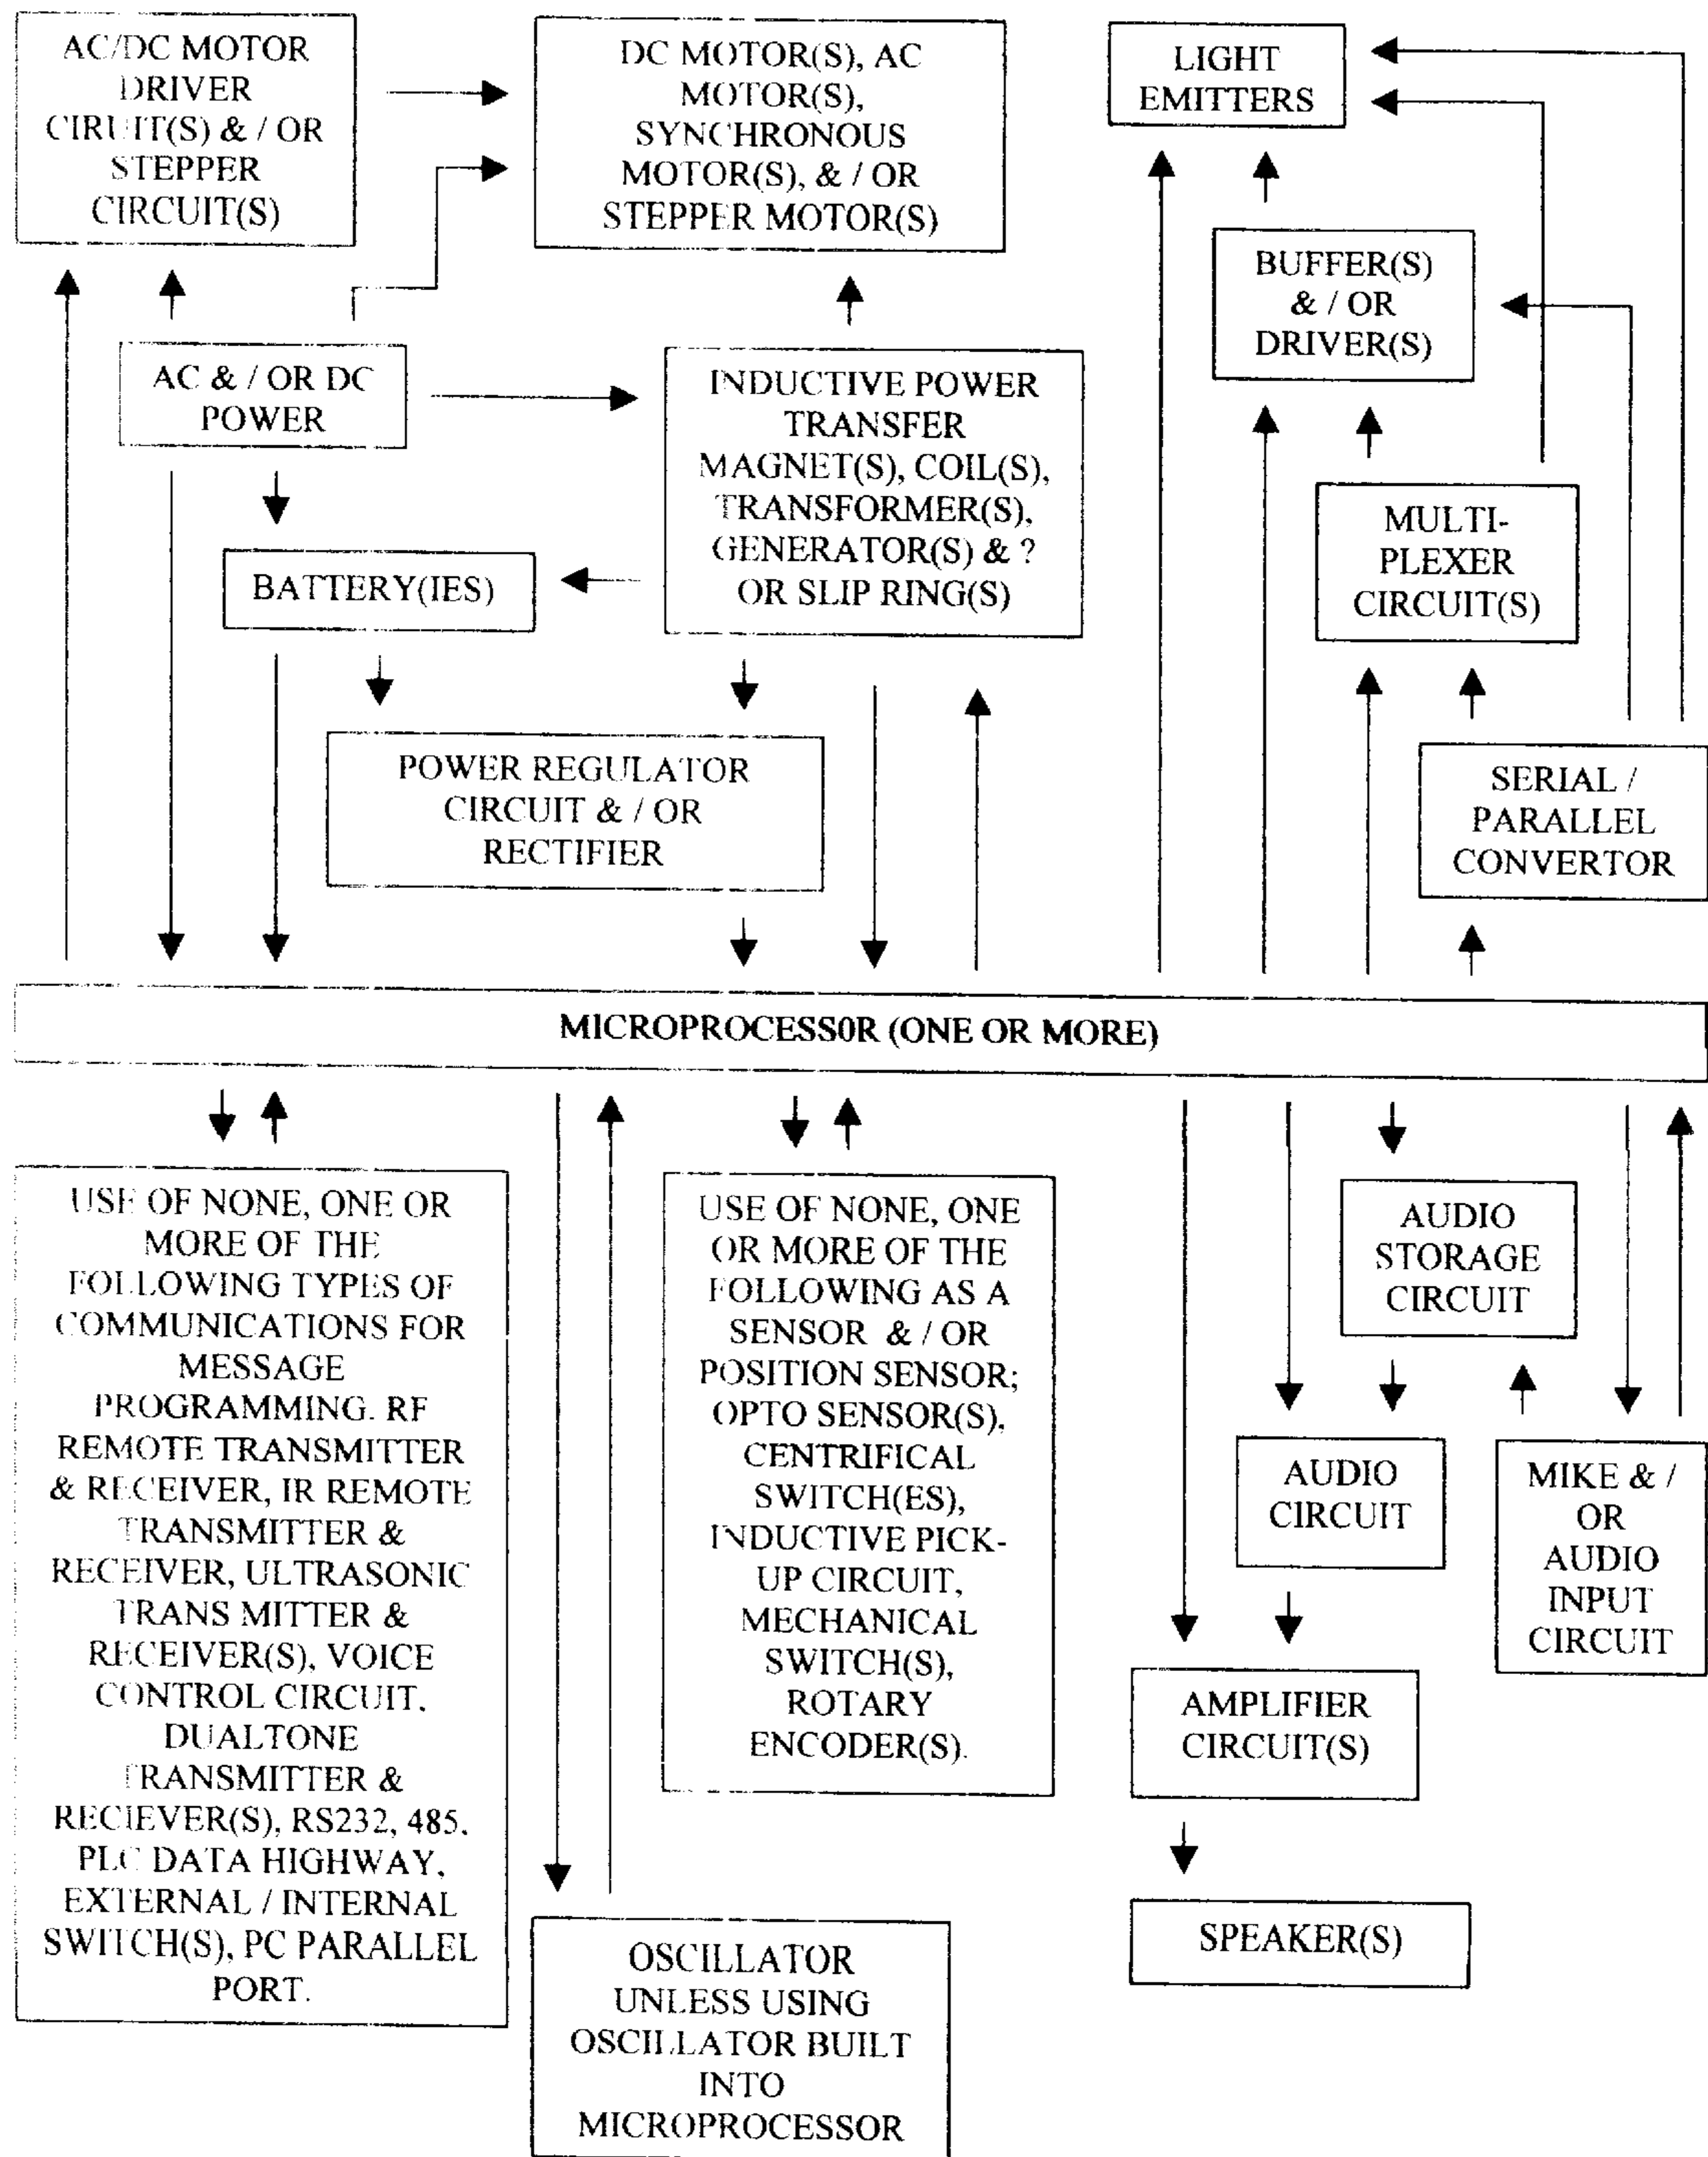 AC/DC MOTOR
DRIVER
CIRUIT(S) & / OR
STEPPER
CIRCUIT(S)
DC MOTOR(S), AC
MOTOR(S),
SYNCHRONOUS
MOTOR(S), & / OR
STEPPER MOTOR(S)
LIGHT
EMITTERS
BUFFER(S)
& / OR
DRIVER(S)
AC & / OR DC
POWER
INDUCTIVE POWER
TRANSFER
MAGNET(S), COIL(S),
TRANSFORMER(S),
GENERATOR(S) & ?
OR SLIP RING(S)
MULTI-
PLEXER
CIRCUIT(S)
BATTERY(IES)
POWER REGULATOR
CIRCUIT & / OR
RECTIFIER
SERIAL /
PARALLEL
CONVERTOR
MICROPROCESSOR (ONE OR MORE)
USE OF NONE, ONE OR
MORE OF THE
FOLLOWING TYPES OF
COMMUNICATIONS FOR
MESSAGE
PROGRAMMING. RF
REMOTE TRANSMITTER
& RECEIVER, IR REMOTE
TRANSMITTER &
RECEIVER, ULTRASONIC
TRANS MITTER &
RECEIVER(S), VOICE
CONTROL CIRCUIT.
DUALTONE
TRANSMITTER &
RECIEVER(S), RS232, 485.
PLC DATA HIGHWAY,
EXTERNAL / INTERNAL
SWITCH(S), PC PARALLEL
PORT.
OSCILLATOR
UNLESS USING
OSCILLATOR BUILT
INTO
MICROPROCESSOR
USE OF NONE, ONE
OR MORE OF THE
FOLLOWING AS A
SENSOR & / OR
POSITION SENSOR;
OPTO SENSOR(S),
CENTRIFICAL
SWITCH(ES),
INDUCTIVE PICK-
UP CIRCUIT,
MECHANICAL
SWITCH(S),
ROTARY
ENCODER(S).
AUDIO
STORAGE
CIRCUIT
AUDIO
CIRCUIT
MIKE & /
OR
AUDIO
INPUT
CIRCUIT
AMPLIFIER
CIRCUIT(S)
SPEAKER(S)